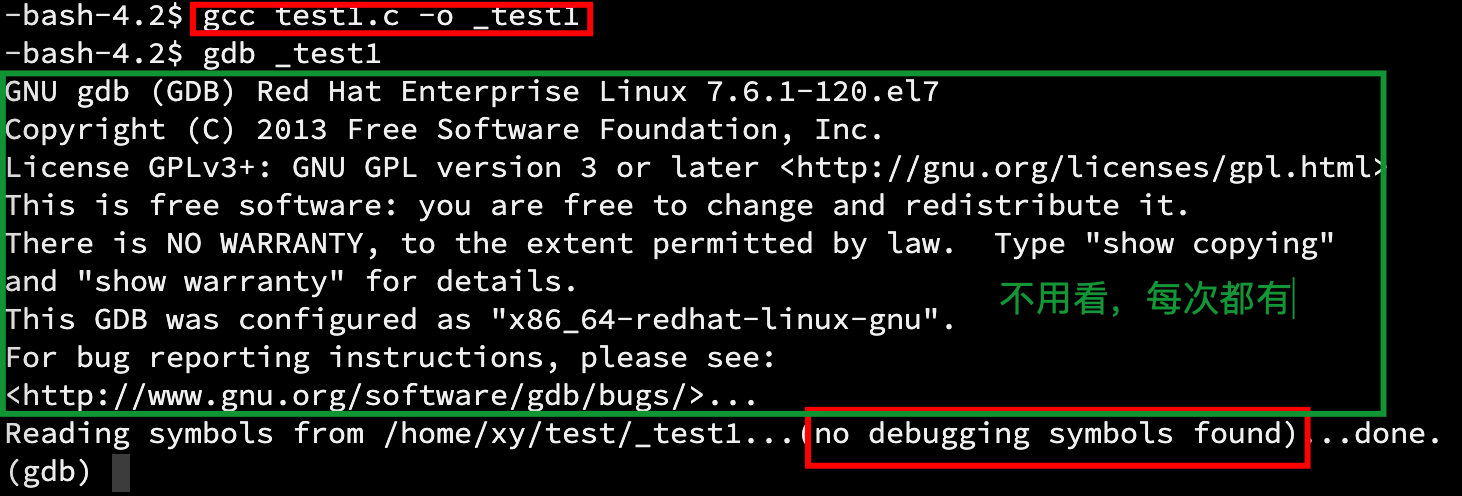 -bash-4.2$ gcc test1.c -o _test1
-bash-4.2$ gdb _test1
GNU gdb (GDB) Red Hat Enterprise Linux 7.6.1-120.el7
Copyright (C) 2013 Free Software Foundation, Inc.
License GPLv3+: GNU GPL version 3 or later <http://gnu.org/licenses/gpl.html>
This is free software: you are free to change and redistribute it.
There is NO WARRANTY, to the extent permitted by law.  Type "show copying"
and "show warranty" for details.
不用看，每次都有
This GDB was configured as "x86_64-redhat-linux-gnu".
For bug reporting instructions, please see:
<http://www.gnu.org/software/gdb/bugs/>...
Reading symbols from /home/xy/test/_test1...(no debugging symbols found)...done.
(gdb)